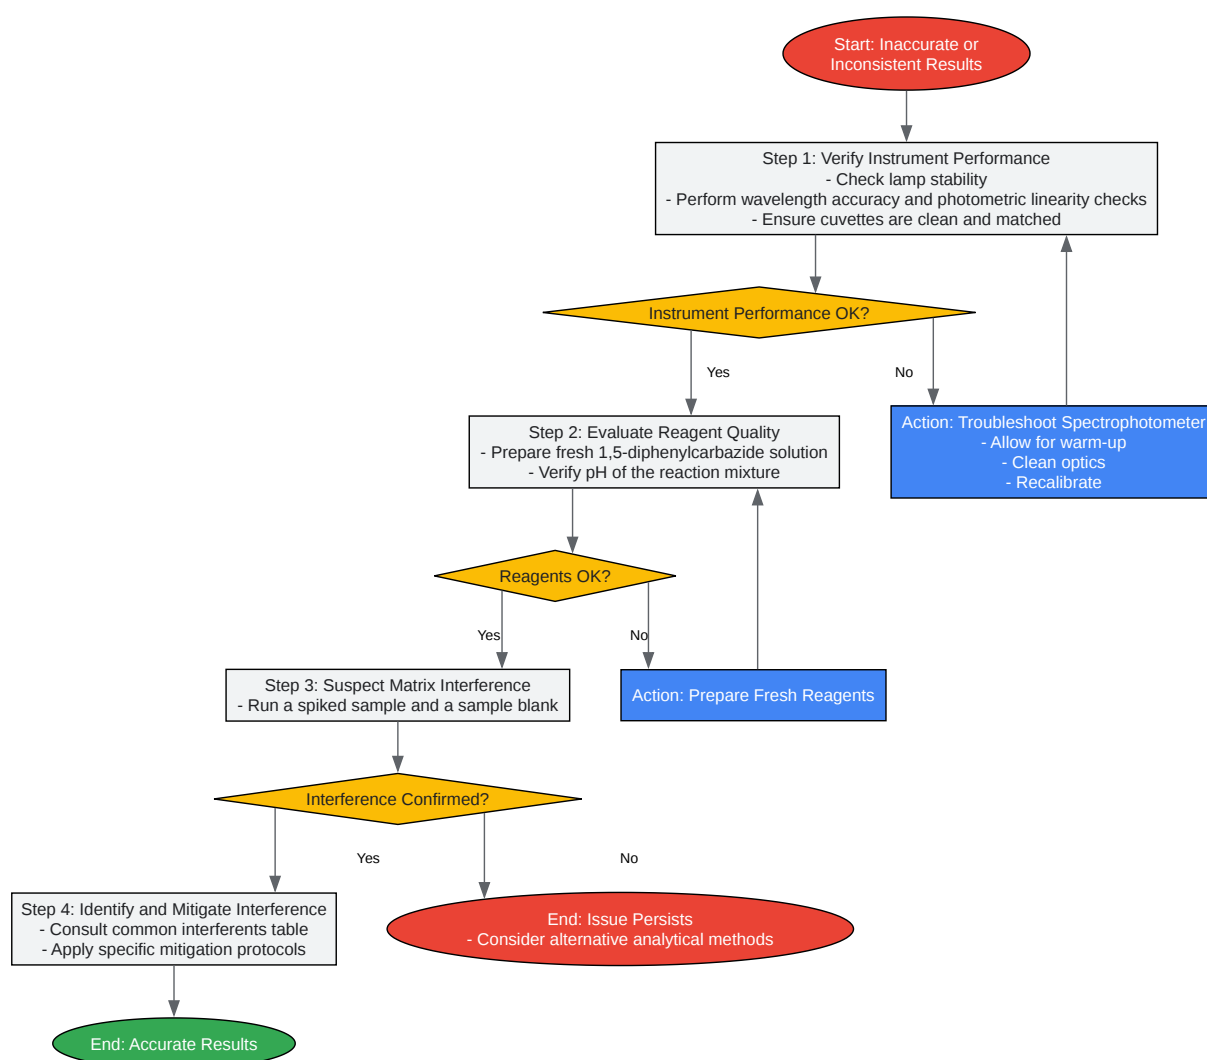 Start: Inaccurate or
Inconsistent Results
Step 1: Verify Instrument Performance
- Check lamp stability
- Perform wavelength accuracy and photometric linearity checks
- Ensure cuvettes are clean and matched
Instrument Performance OK?
Yes
No
Action: Troubleshoot Spectrophotometer
- Allow for warm-up
- Clean optics
- Recalibrate
Step 2: Evaluate Reagent Quality
- Prepare fresh 1,5-diphenylcarbazide solution
- Verify pH of the reaction mixture
Reagents OK?
Yes
No
Step 3: Suspect Matrix Interference
- Run a spiked sample and a sample blank
Action: Prepare Fresh Reagents
Interference Confirmed?
Yes
No
Step 4: Identify and Mitigate Interference
- Consult common interferents table
- Apply specific mitigation protocols
End: Issue Persists
- Consider alternative analytical methods
End: Accurate Results